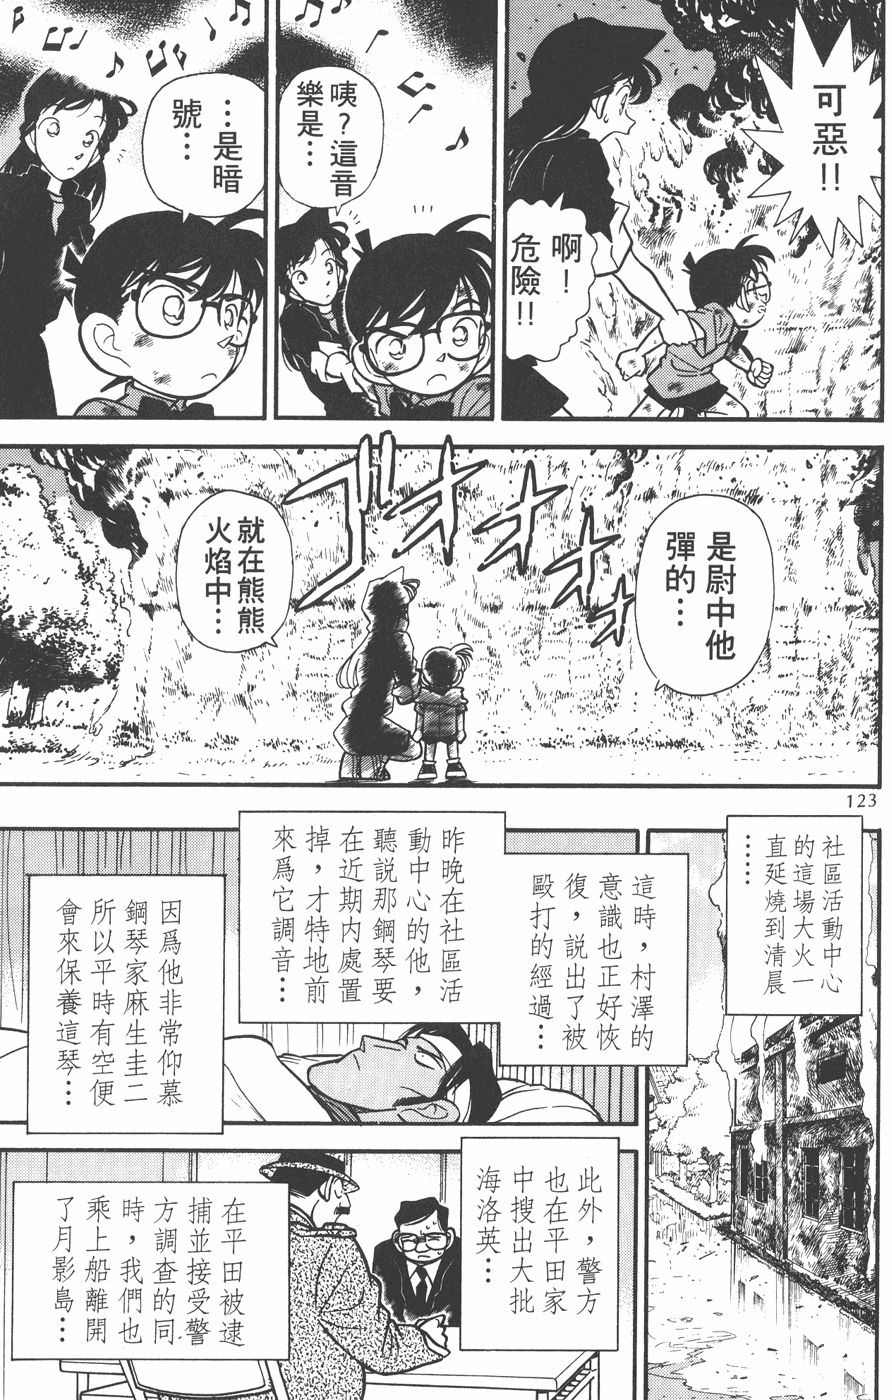 可惡!!
啊!
危險!!
咦?這音
樂是…
…是暗
號…
是尉中他
彈的…
ブオオオオ
就在熊熊
火焰中…
123
社區活動中心
的這場大火一
直延燒到清晨
……
這時,村澤的
意識也正好恢
復,說出了被
毆打的經過…
昨晚在社區活
動中心的他,
聽說那鋼琴要
在近期內處置
掉,才特地前
來為它調音…
因為他非常仰慕
鋼琴家麻生圭二
所以平時有空便
會來保養這琴…
此外,警方
也在平田家
中搜出大批
海洛英…
在平田被逮
捕並接受警
方調查的同
時,我們也
乘上船離開
了月影島…